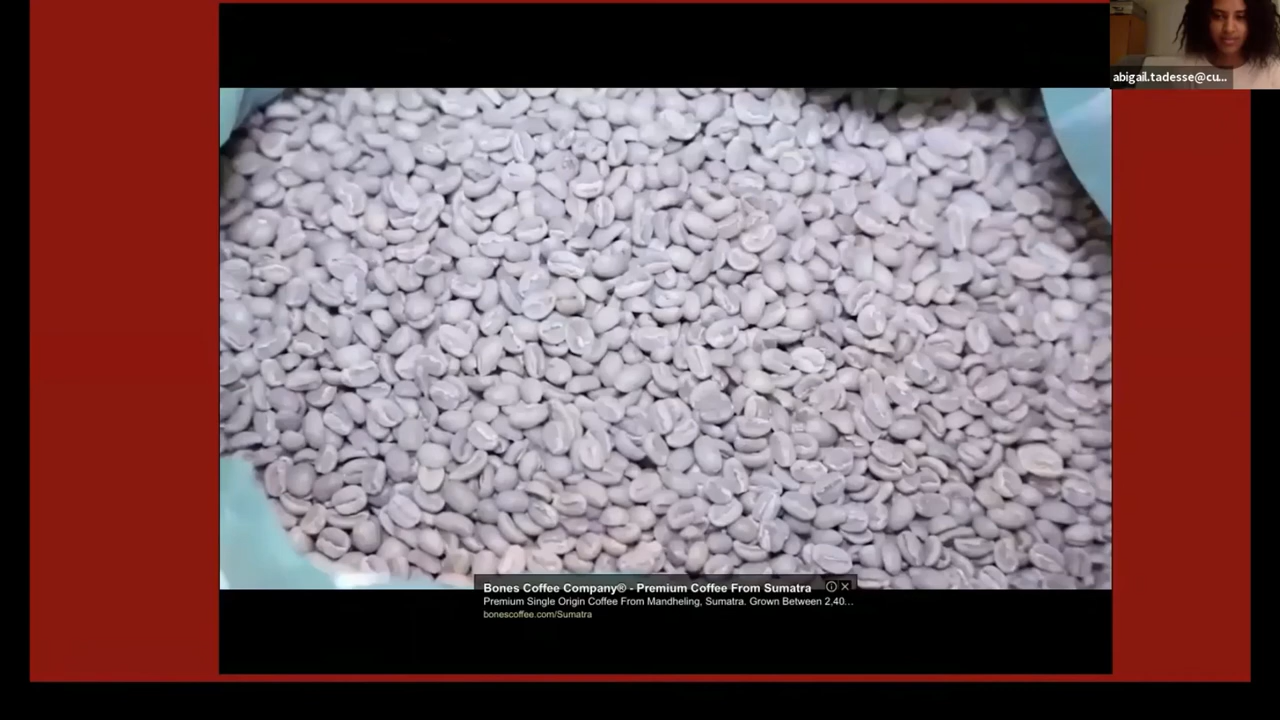 abigail.tadesse@cu...
Bones Coffee Company® - Premium Coffee From Sumatra
Premium Single Origin Coffee From Mandheling, Sumatra. Grown Between 2,40...
bonescoffee.com/Sumatra